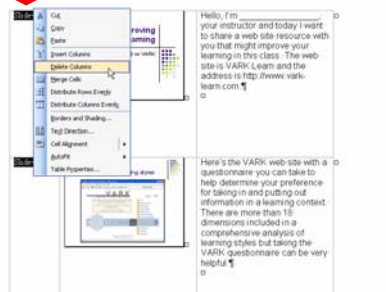 Slide
Cut
Copy
Paste
Insert Columns
Delete Columns
Merge Cells
Distribute Rows Evenly
Distribute Columns Evenly
Borders and Shading...
Text Direction...
Cell Alignment
AutoFit
Table Properties...
roving
arning
Hello, I'm
your instructor and today I want
to share a web site resource with
you that might improve your
learning in this class. The web
site is VARK Learn and the
address is http://www.vark-
learn.com.¶
Slide
ng styles
VARK
Here's the VARK web site with a
questionnaire you can take to
help determine your preference
for taking in and putting out
information in a learning context.
There are more than 18
dimensions included in a
comprehensive analysis of
learning styles but taking the
VARK questionnaire can be very
helpful.¶